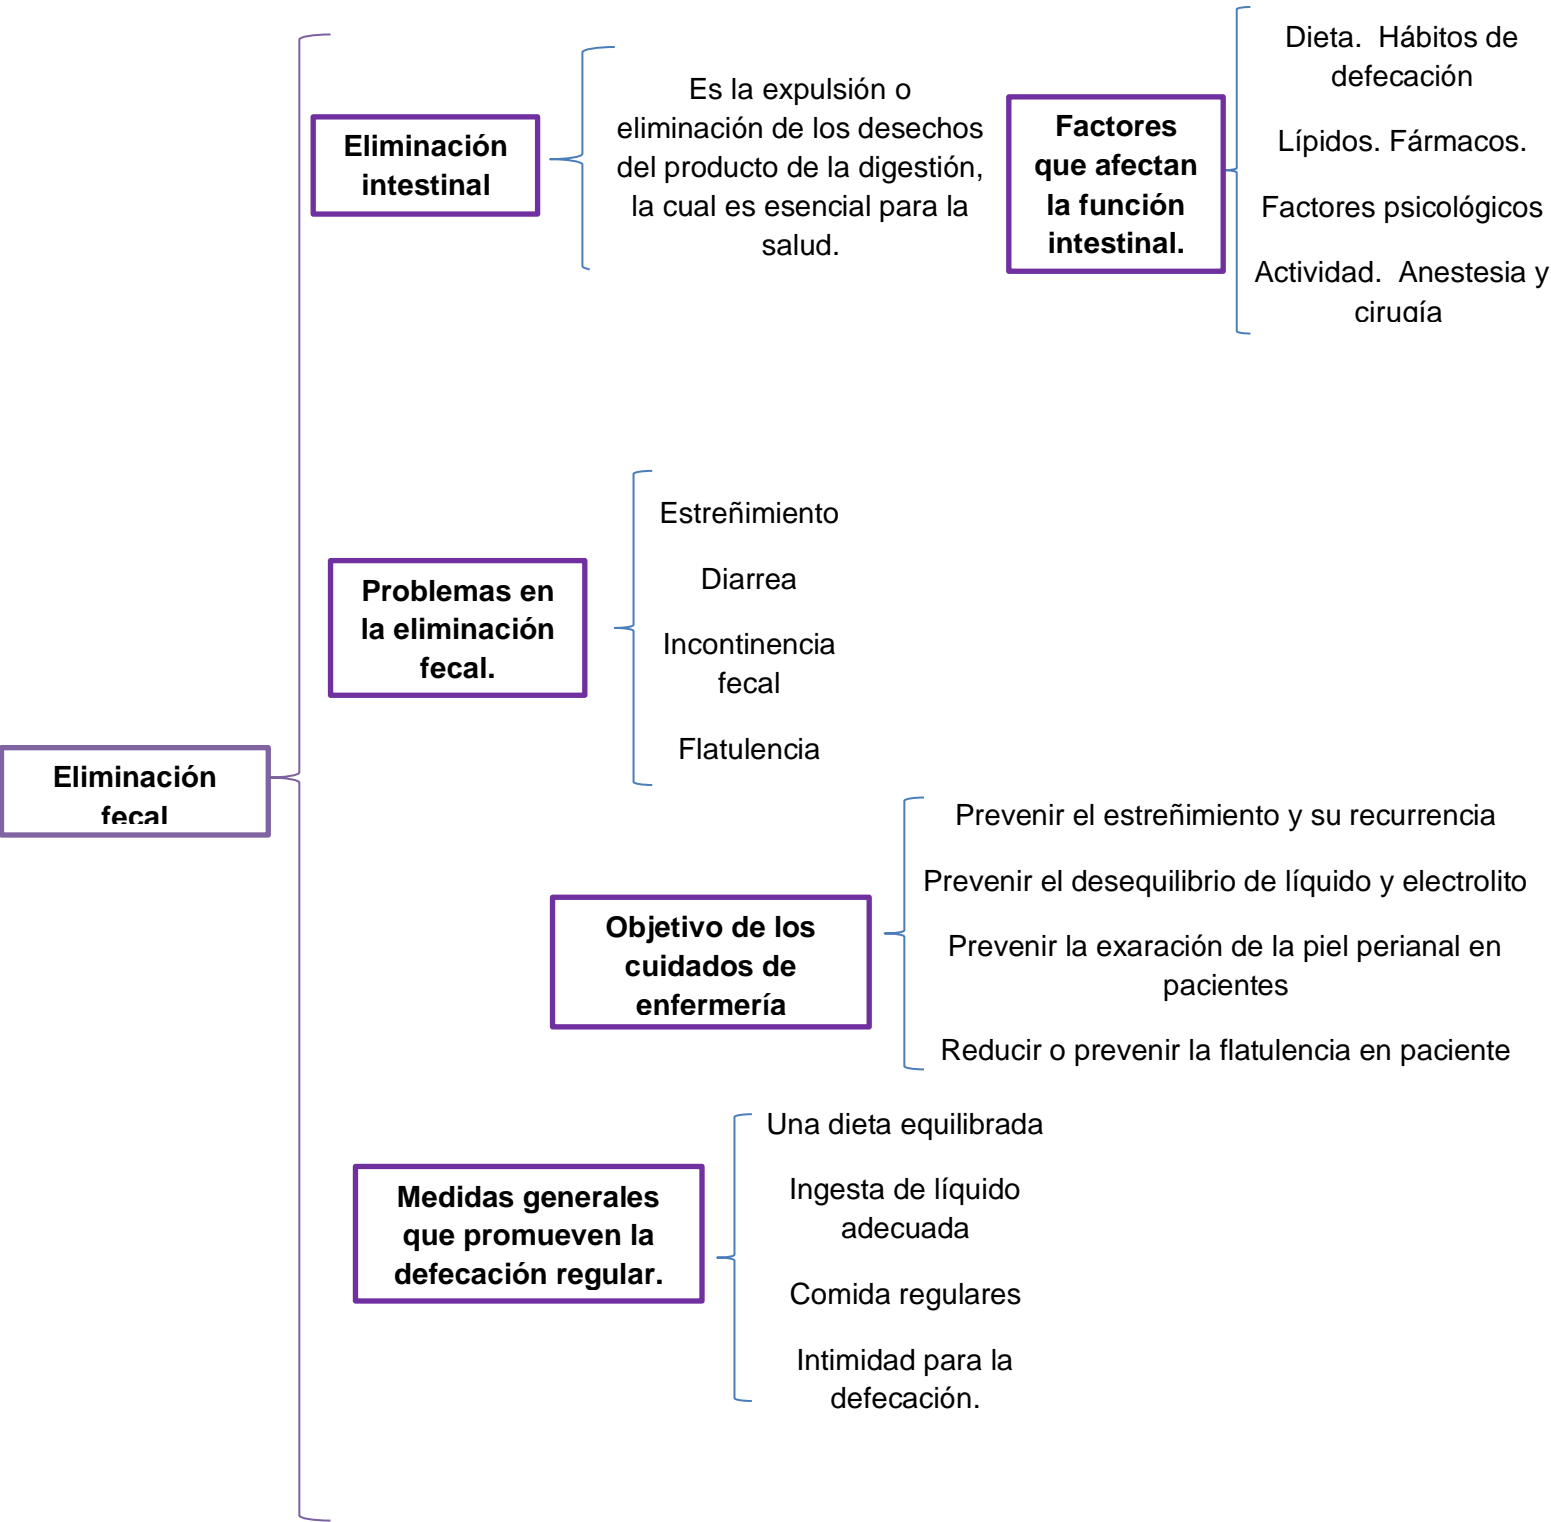 Eliminación
fecal
Eliminación
intestinal
Es la expulsión o
eliminación de los desechos
del producto de la digestión,
la cual es esencial para la
salud.
Factores
que afectan
la función
intestinal.
Dieta.  Hábitos de
defecación
Lípidos. Fármacos.
Factores psicológicos
Actividad.  Anestesia y
cirugía
Problemas en
la eliminación
fecal.
Estreñimiento
Diarrea
Incontinencia
fecal
Flatulencia
Objetivo de los
cuidados de
enfermería
Prevenir el estreñimiento y su recurrencia
Prevenir el desequilibrio de líquido y electrolito
Prevenir la exaración de la piel perianal en
pacientes
Reducir o prevenir la flatulencia en paciente
Medidas generales
que promueven la
defecación regular.
Una dieta equilibrada
Ingesta de líquido
adecuada
Comida regulares
Intimidad para la
defecación.